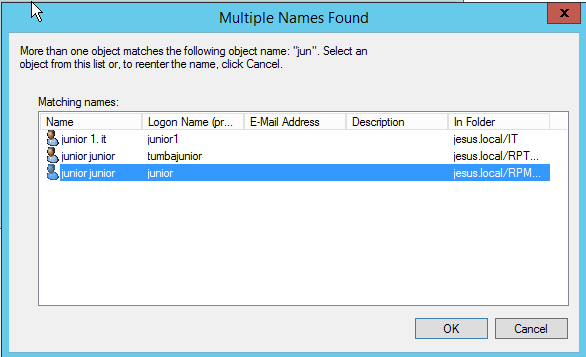 Multiple Names Found
x
More than one object matches the following object name: "jun". Select an
object from this list or, to reenter the name, click Cancel.
Matching names:
Name Logon Name (pr... E-Mail Address Description In Folder
junior 1. it junior1 jesus.local/IT
junior junior tumbajunior jesus.local/RPT...
junior junior junior jesus.local/RPM...
OK Cancel